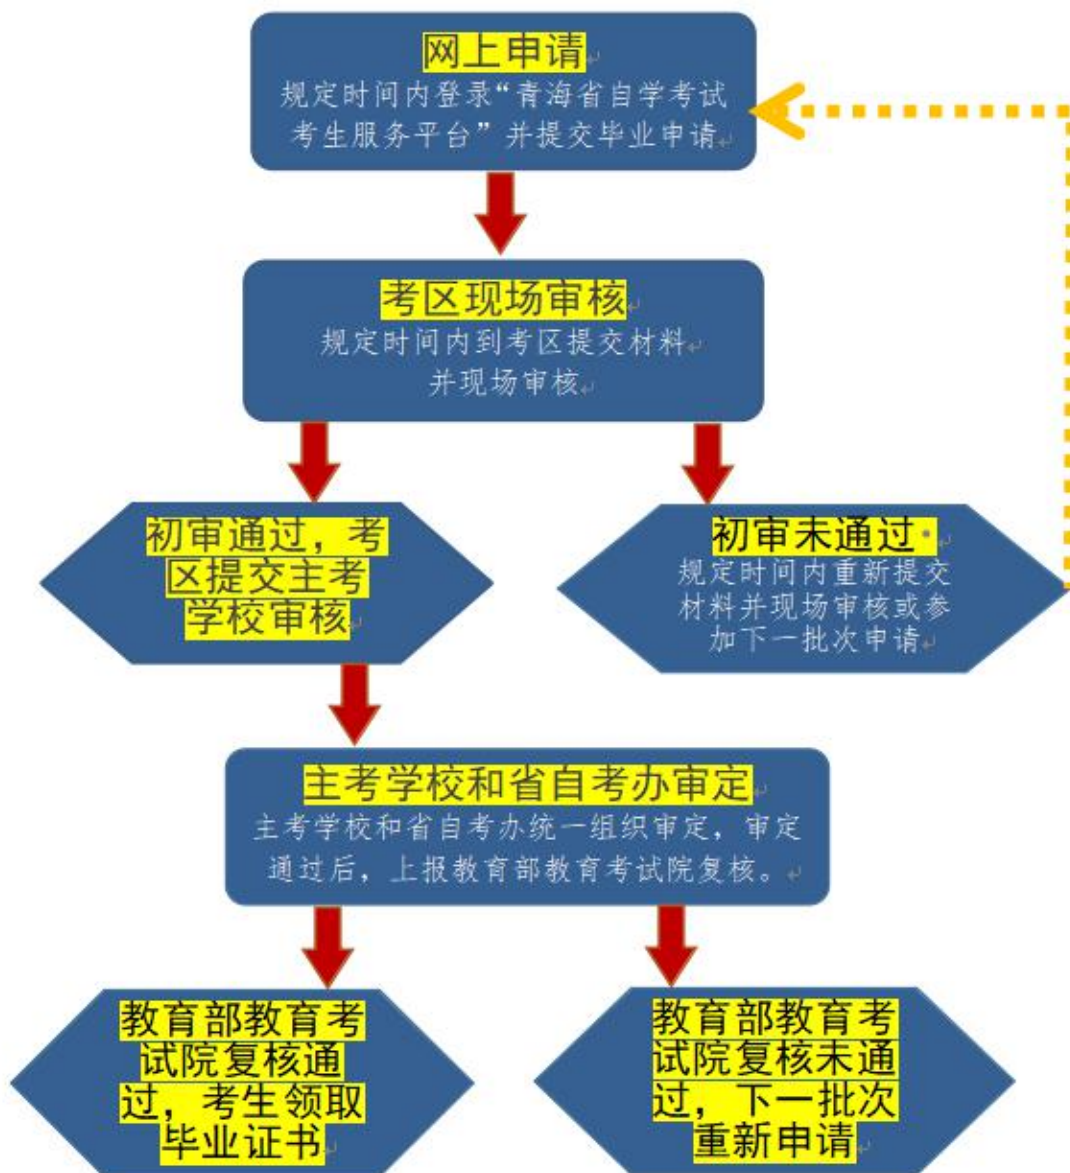 网上申请
规定时间内登录“青海省自学考试
考生服务平台”并提交毕业申请
考区现场审核
规定时间内到考区提交材料
并现场审核
初审通过，考
区提交主考
学校审核
初审未通过
规定时间内重新提交
材料并现场审核或参
加下一批次申请
主考学校和省自考办审定
主考学校和省自考办统一组织审定，审定
通过后，上报教育部教育考试院复核。
教育部教育考
试院复核通
过，考生领取
毕业证书
教育部教育考
试院复核未通
过，下一批次
重新申请